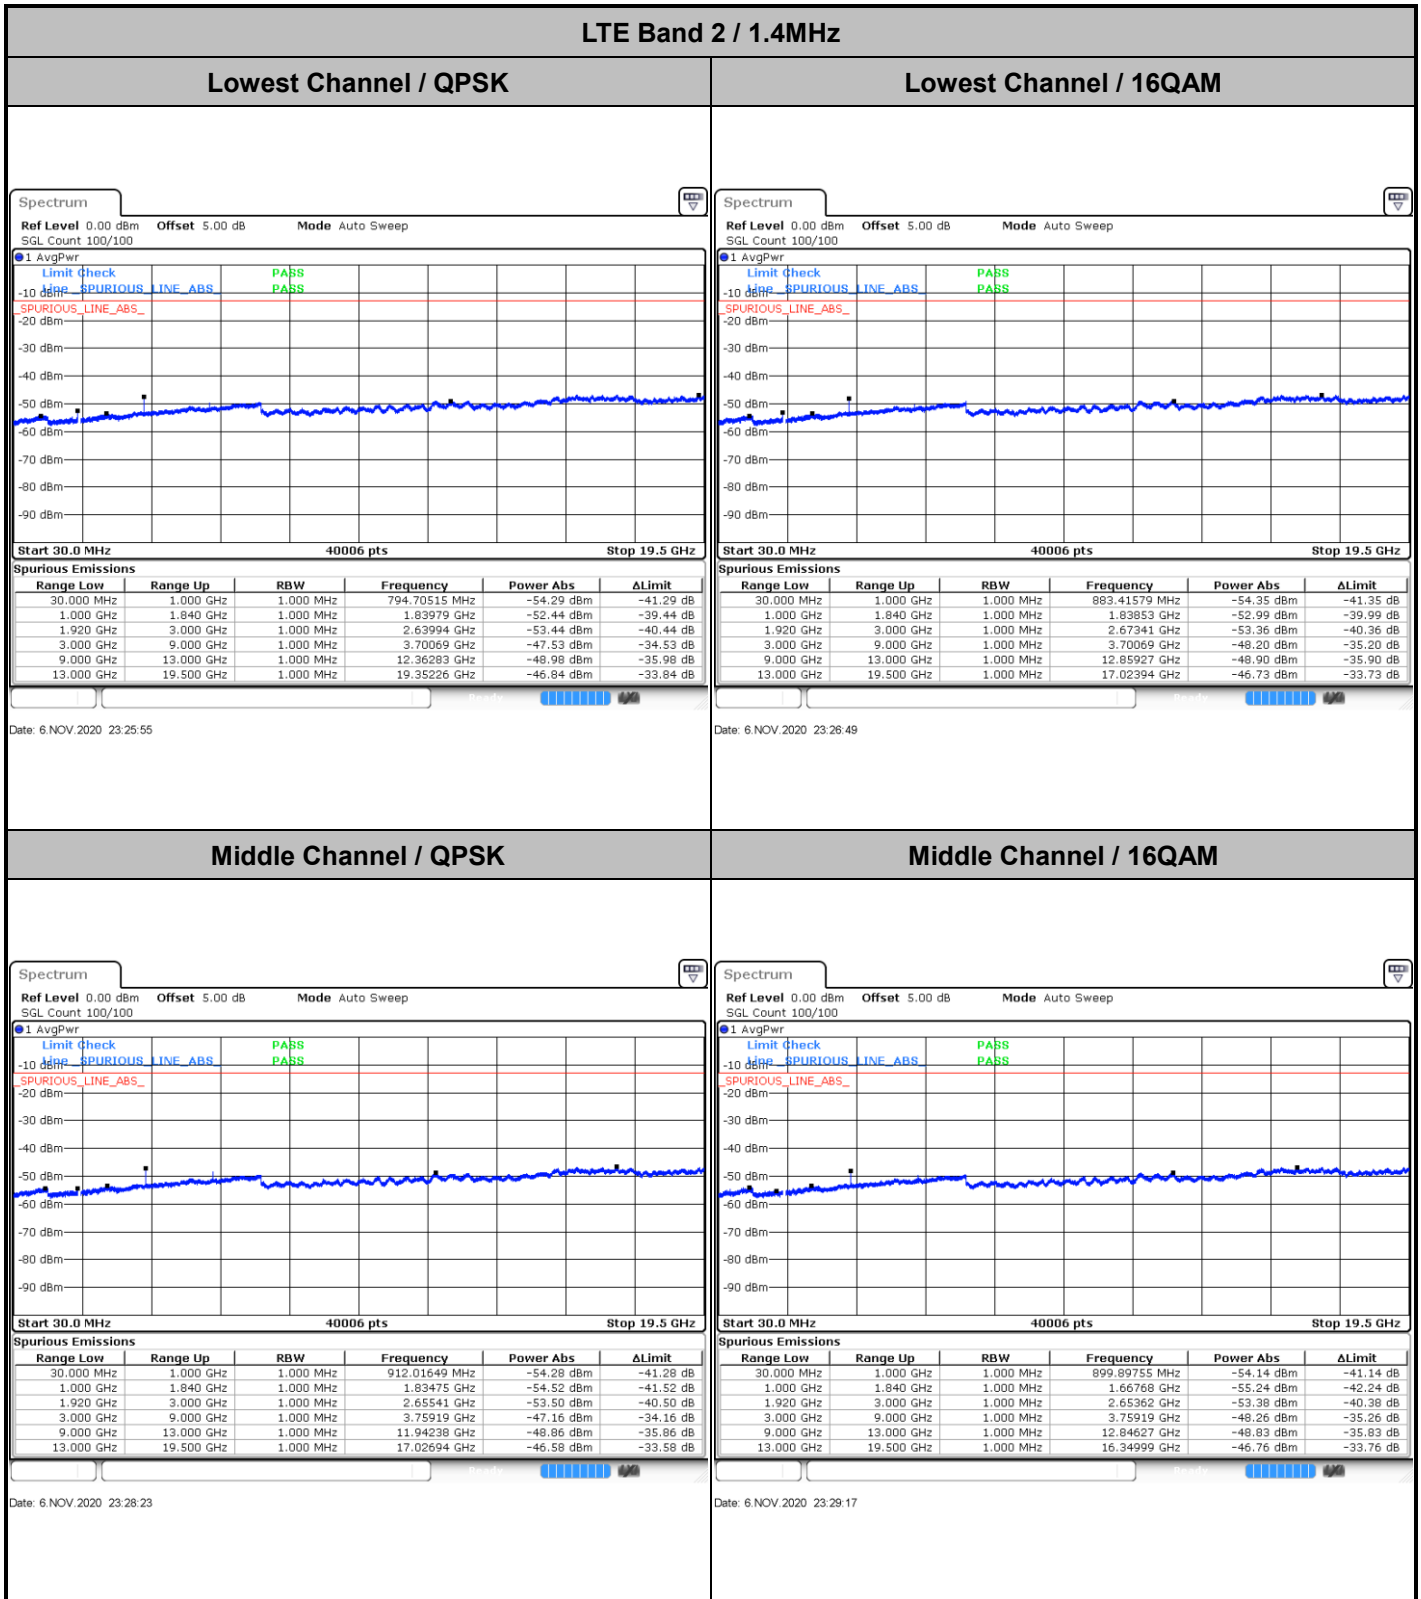 LTE Band 2 / 1.4MHz
Lowest Channel / QPSK
Lowest Channel / 16QAM
Spectrum
Ref Level 0.00 dBm Offset 5.00 dB Mode Auto Sweep
SGL Count 100/100
1 AvgPwr
Limit Check PASS
Line _SPURIOUS_LINE_ABS_ PASS
-10 dBm
_SPURIOUS_LINE_ABS_
-20 dBm
-30 dBm
-40 dBm
-50 dBm
-60 dBm
-70 dBm
-80 dBm
-90 dBm
Start 30.0 MHz 40006 pts Stop 19.5 GHz
Spurious Emissions
Range Low Range Up RBW Frequency Power Abs ΔLimit
30.000 MHz 1.000 GHz 1.000 MHz 794.70515 MHz -54.29 dBm -41.29 dB
1.000 GHz 1.840 GHz 1.000 MHz 1.83979 GHz -52.44 dBm -39.44 dB
1.920 GHz 3.000 GHz 1.000 MHz 2.63994 GHz -53.44 dBm -40.44 dB
3.000 GHz 9.000 GHz 1.000 MHz 3.70069 GHz -47.53 dBm -34.53 dB
9.000 GHz 13.000 GHz 1.000 MHz 12.36283 GHz -48.98 dBm -35.98 dB
13.000 GHz 19.500 GHz 1.000 MHz 19.35226 GHz -46.84 dBm -33.84 dB
Date: 6.NOV.2020 23:25:55
Spectrum
Ref Level 0.00 dBm Offset 5.00 dB Mode Auto Sweep
SGL Count 100/100
1 AvgPwr
Limit Check PASS
Line _SPURIOUS_LINE_ABS_ PASS
-10 dBm
_SPURIOUS_LINE_ABS_
-20 dBm
-30 dBm
-40 dBm
-50 dBm
-60 dBm
-70 dBm
-80 dBm
-90 dBm
Start 30.0 MHz 40006 pts Stop 19.5 GHz
Spurious Emissions
Range Low Range Up RBW Frequency Power Abs ΔLimit
30.000 MHz 1.000 GHz 1.000 MHz 883.41579 MHz -54.35 dBm -41.35 dB
1.000 GHz 1.840 GHz 1.000 MHz 1.83853 GHz -52.99 dBm -39.99 dB
1.920 GHz 3.000 GHz 1.000 MHz 2.67341 GHz -53.36 dBm -40.36 dB
3.000 GHz 9.000 GHz 1.000 MHz 3.70069 GHz -48.20 dBm -35.20 dB
9.000 GHz 13.000 GHz 1.000 MHz 12.85927 GHz -48.90 dBm -35.90 dB
13.000 GHz 19.500 GHz 1.000 MHz 17.02394 GHz -46.73 dBm -33.73 dB
Date: 6.NOV.2020 23:26:49
Middle Channel / QPSK
Middle Channel / 16QAM
Spectrum
Ref Level 0.00 dBm Offset 5.00 dB Mode Auto Sweep
SGL Count 100/100
1 AvgPwr
Limit Check PASS
Line _SPURIOUS_LINE_ABS_ PASS
-10 dBm
_SPURIOUS_LINE_ABS_
-20 dBm
-30 dBm
-40 dBm
-50 dBm
-60 dBm
-70 dBm
-80 dBm
-90 dBm
Start 30.0 MHz 40006 pts Stop 19.5 GHz
Spurious Emissions
Range Low Range Up RBW Frequency Power Abs ΔLimit
30.000 MHz 1.000 GHz 1.000 MHz 912.01649 MHz -54.28 dBm -41.28 dB
1.000 GHz 1.840 GHz 1.000 MHz 1.83475 GHz -54.52 dBm -41.52 dB
1.920 GHz 3.000 GHz 1.000 MHz 2.65541 GHz -53.50 dBm -40.50 dB
3.000 GHz 9.000 GHz 1.000 MHz 3.75919 GHz -47.16 dBm -34.16 dB
9.000 GHz 13.000 GHz 1.000 MHz 11.94238 GHz -48.86 dBm -35.86 dB
13.000 GHz 19.500 GHz 1.000 MHz 17.02694 GHz -46.58 dBm -33.58 dB
Date: 6.NOV.2020 23:28:23
Spectrum
Ref Level 0.00 dBm Offset 5.00 dB Mode Auto Sweep
SGL Count 100/100
1 AvgPwr
Limit Check PASS
Line _SPURIOUS_LINE_ABS_ PASS
-10 dBm
_SPURIOUS_LINE_ABS_
-20 dBm
-30 dBm
-40 dBm
-50 dBm
-60 dBm
-70 dBm
-80 dBm
-90 dBm
Start 30.0 MHz 40006 pts Stop 19.5 GHz
Spurious Emissions
Range Low Range Up RBW Frequency Power Abs ΔLimit
30.000 MHz 1.000 GHz 1.000 MHz 899.89755 MHz -54.14 dBm -41.14 dB
1.000 GHz 1.840 GHz 1.000 MHz 1.66768 GHz -55.24 dBm -42.24 dB
1.920 GHz 3.000 GHz 1.000 MHz 2.65362 GHz -53.38 dBm -40.38 dB
3.000 GHz 9.000 GHz 1.000 MHz 3.75919 GHz -48.26 dBm -35.26 dB
9.000 GHz 13.000 GHz 1.000 MHz 12.84627 GHz -48.83 dBm -35.83 dB
13.000 GHz 19.500 GHz 1.000 MHz 16.34999 GHz -46.76 dBm -33.76 dB
Date: 6.NOV.2020 23:29:17